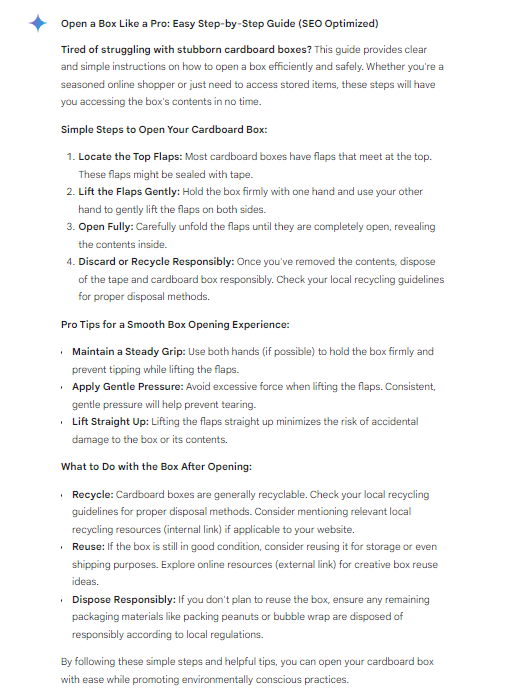 Open a Box Like a Pro: Easy Step-by-Step Guide (SEO Optimized)
Tired of struggling with stubborn cardboard boxes? This guide provides clear
and simple instructions on how to open a box efficiently and safely. Whether you're a
seasoned online shopper or just need to access stored items, these steps will have
you accessing the box's contents in no time.
Simple Steps to Open Your Cardboard Box:
1. Locate the Top Flaps: Most cardboard boxes have flaps that meet at the top.
These flaps might be sealed with tape.
2. Lift the Flaps Gently: Hold the box firmly with one hand and use your other
hand to gently lift the flaps on both sides.
3. Open Fully: Carefully unfold the flaps until they are completely open, revealing
the contents inside.
4. Discard or Recycle Responsibly: Once you've removed the contents, dispose
of the tape and cardboard box responsibly. Check your local recycling guidelines
for proper disposal methods.
Pro Tips for a Smooth Box Opening Experience:
• Maintain a Steady Grip: Use both hands (if possible) to hold the box firmly and
prevent tipping while lifting the flaps.
• Apply Gentle Pressure: Avoid excessive force when lifting the flaps. Consistent,
gentle pressure will help prevent tearing.
• Lift Straight Up: Lifting the flaps straight up minimizes the risk of accidental
damage to the box or its contents.
What to Do with the Box After Opening:
• Recycle: Cardboard boxes are generally recyclable. Check your local recycling
guidelines for proper disposal methods. Consider mentioning relevant local
recycling resources (internal link) if applicable to your website.
• Reuse: If the box is still in good condition, consider reusing it for storage or even
shipping purposes. Explore online resources (external link) for creative box reuse
ideas.
• Dispose Responsibly: If you don't plan to reuse the box, ensure any remaining
packaging materials like packing peanuts or bubble wrap are disposed of
responsibly according to local regulations.
By following these simple steps and helpful tips, you can open your cardboard box
with ease while promoting environmentally conscious practices.